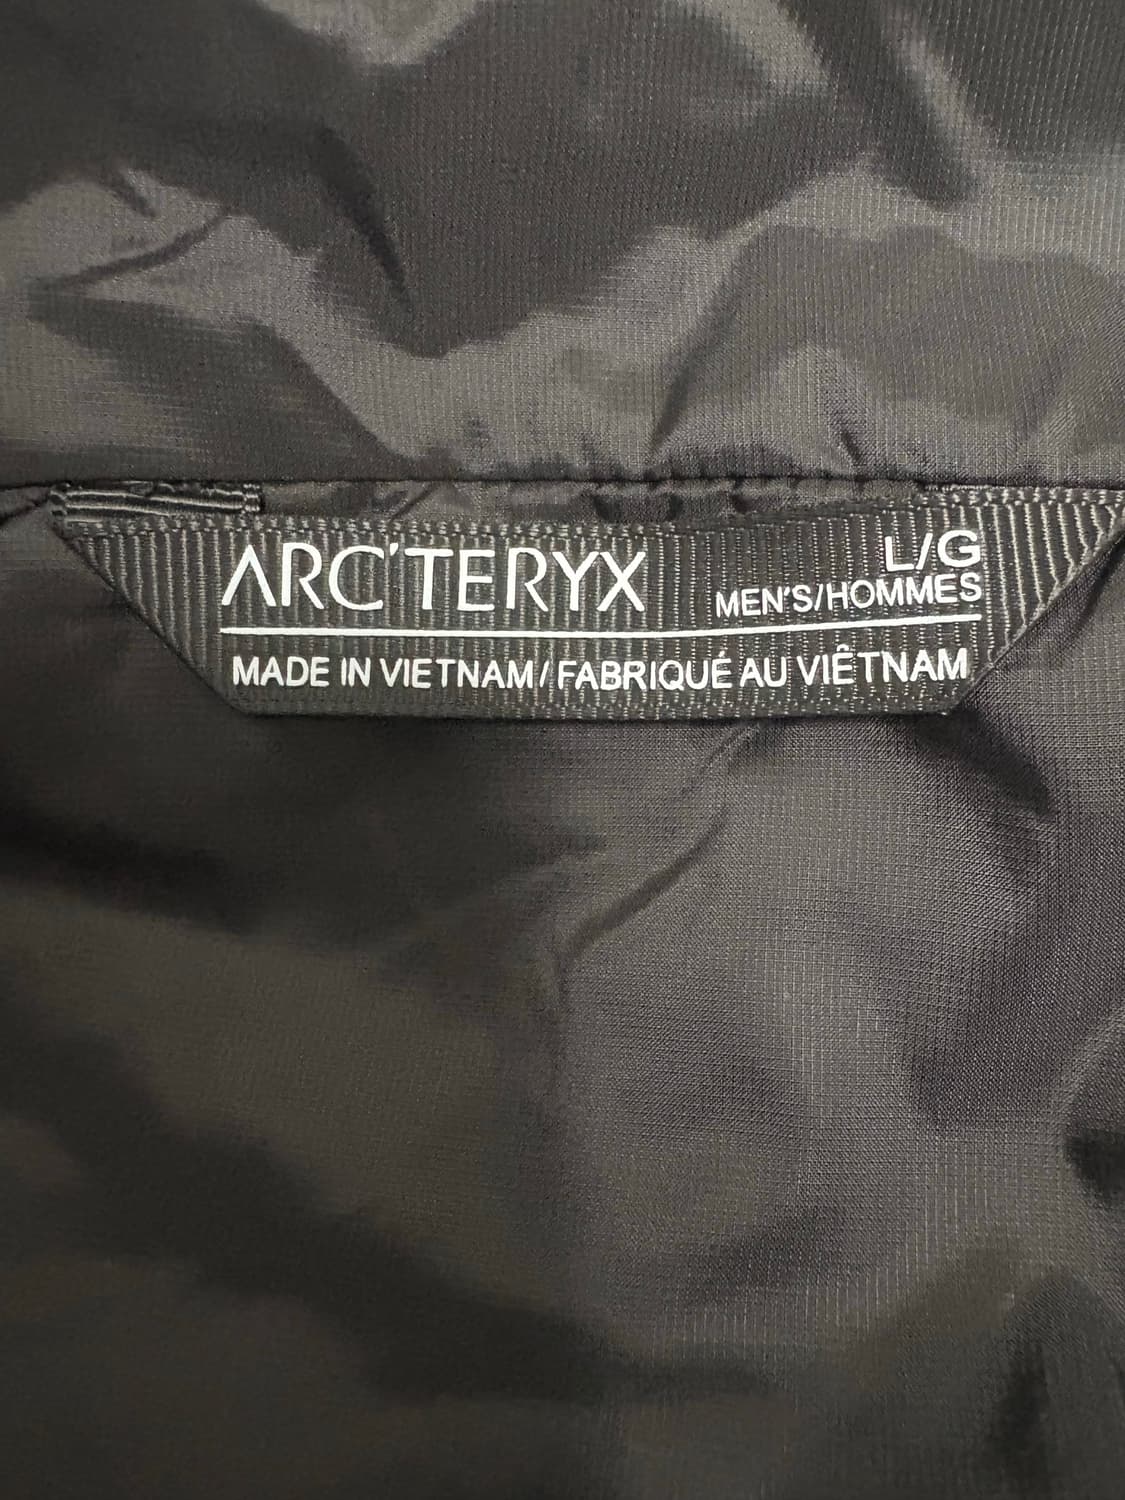 ARC'TERYX
L/G
MEN'S/HOMMES
MADE IN VIETNAM/FABRIQUÉ AU VIÊTNAM